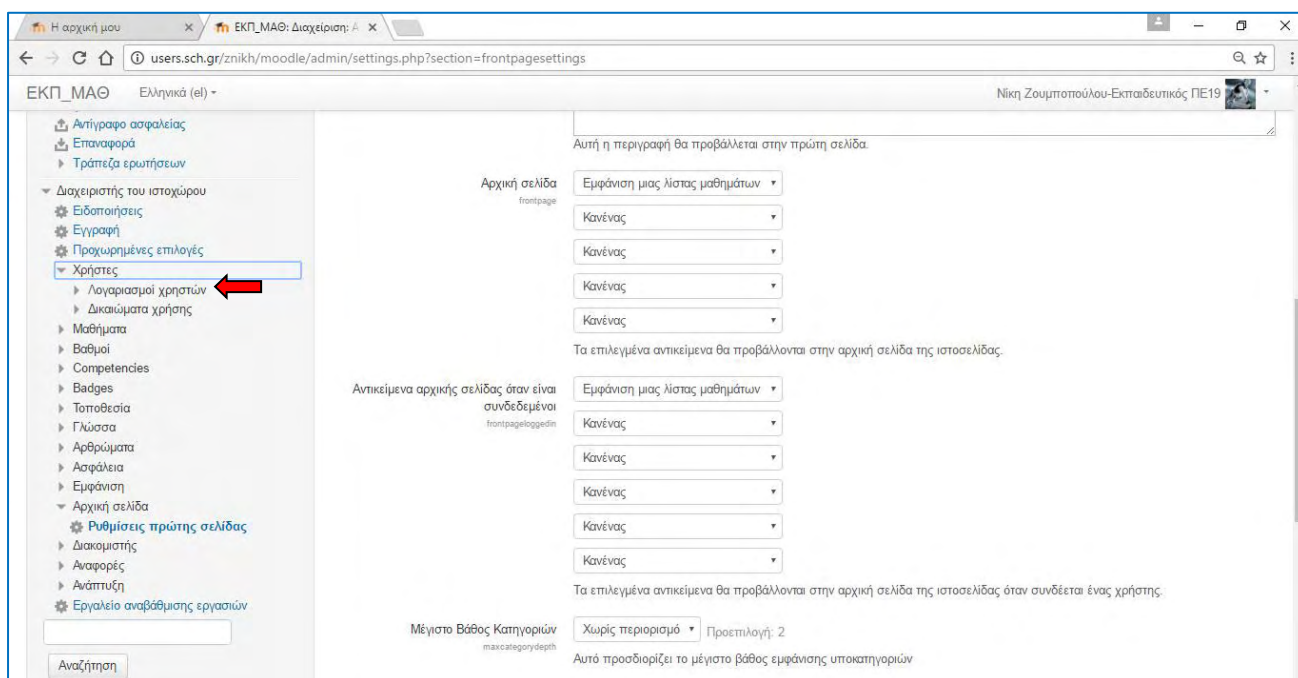 Η αρχική μου
ΕΚΠ_ΜΑΘ: Διαχείριση: Α
users.sch.gr/znikh/moodle/admin/settings.php?section=frontpagesettings
ΕΚΠ_ΜΑΘ Ελληνικά (el)
Νίκη Ζουμποπούλου-Εκπαιδευτικός ΠΕ19
Αντίγραφο ασφαλείας
Επαναφορά
Τράπεζα ερωτήσεων
Διαχειριστής του ιστοχώρου
Ειδοποιήσεις
Εγγραφή
Προχωρημένες επιλογές
Χρήστες
Λογαριασμοί χρηστών
Δικαιώματα χρήσης
Μαθήματα
Βαθμοί
Competencies
Badges
Τοποθεσία
Γλώσσα
Αρθρώματα
Ασφάλεια
Εμφάνιση
Αρχική σελίδα
Ρυθμίσεις πρώτης σελίδας
Διακομιστής
Αναφορές
Ανάπτυξη
Εργαλείο αναβάθμισης εργασιών
Αναζήτηση
Αυτή η περιγραφή θα προβάλλεται στην πρώτη σελίδα.
Αρχική σελίδα
frontpage
Εμφάνιση μιας λίστας μαθημάτων
Κανένας
Κανένας
Κανένας
Κανένας
Τα επιλεγμένα αντικείμενα θα προβάλλονται στην αρχική σελίδα της ιστοσελίδας.
Αντικείμενα αρχικής σελίδας όταν είναι
συνδεδεμένοι
frontpageloggedin
Εμφάνιση μιας λίστας μαθημάτων
Κανένας
Κανένας
Κανένας
Κανένας
Κανένας
Τα επιλεγμένα αντικείμενα θα προβάλλονται στην αρχική σελίδα της ιστοσελίδας όταν συνδέεται ένας χρήστης.
Μέγιστο Βάθος Κατηγοριών
maxcategorydepth
Χωρίς περιορισμό Προεπιλογή: 2
Αυτό προσδιορίζει το μέγιστο βάθος εμφάνισης υποκατηγοριών